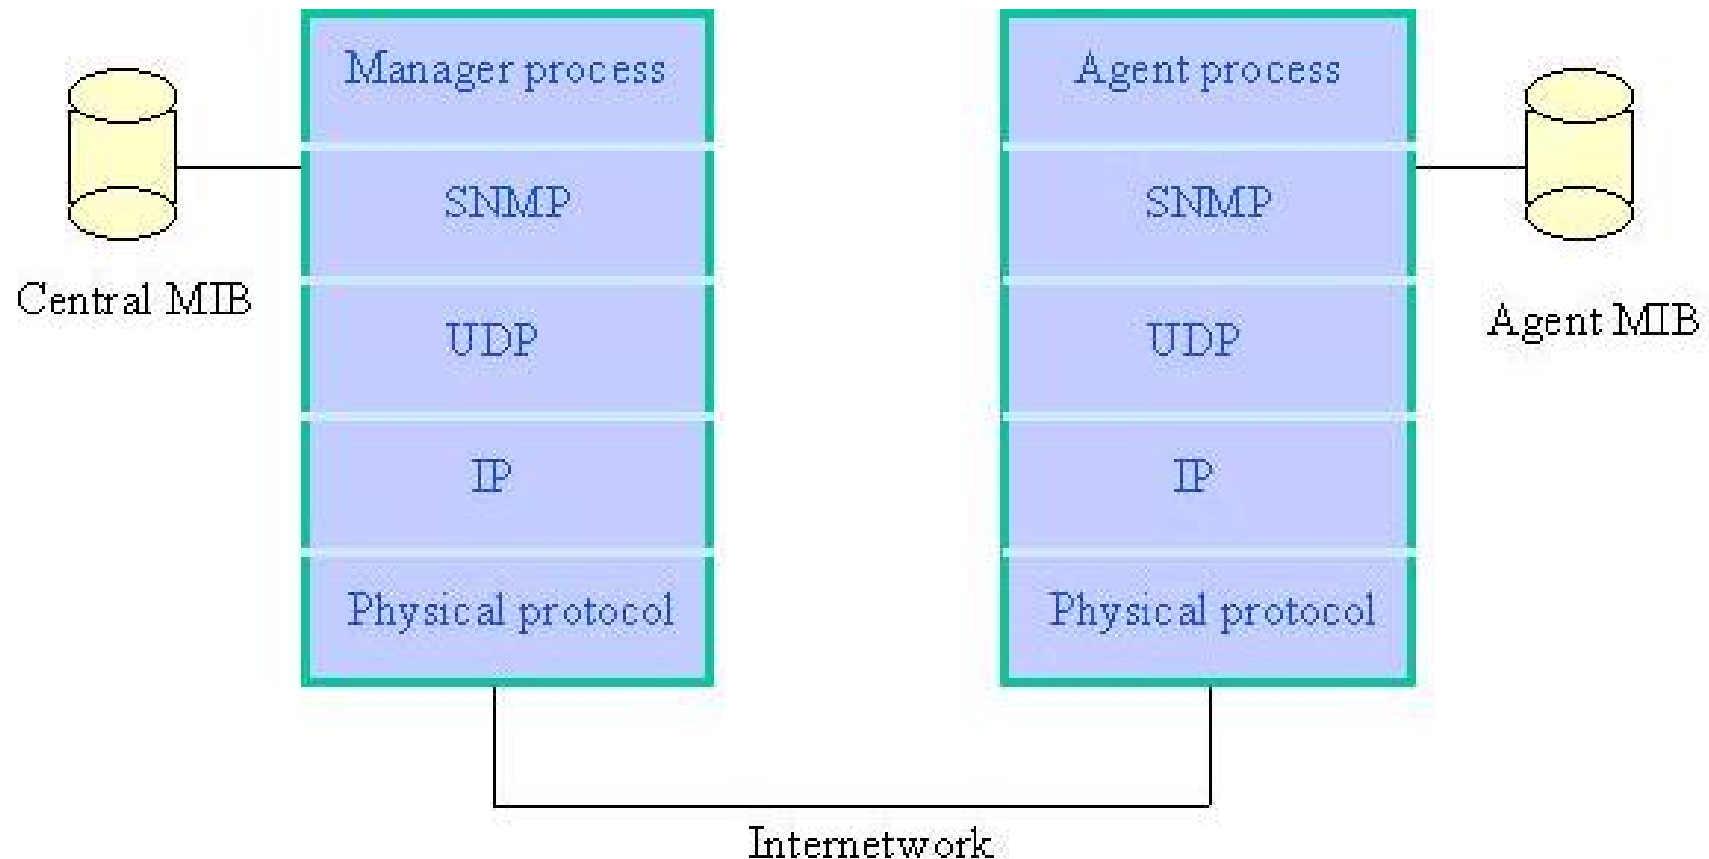 Manager process
SNMP
UDP
IP
Physical protocol
Central MIB
Agent process
SNMP
UDP
IP
Physical protocol
Agent MIB
Internetwork